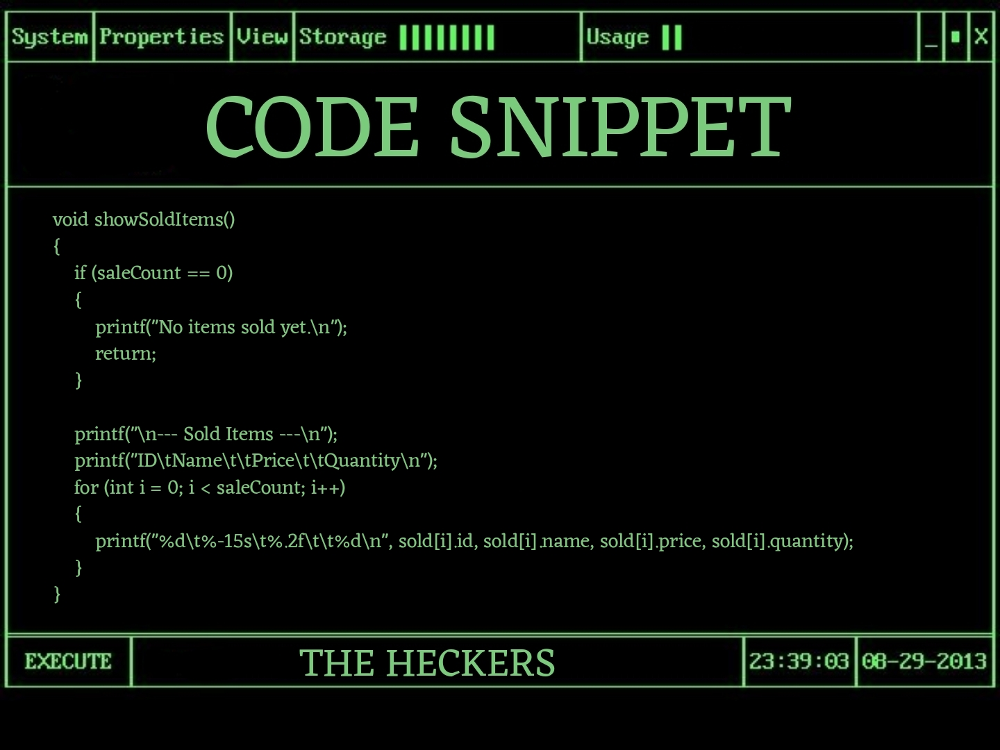 System Properties View Storage Usage _ X
CODE SNIPPET
void showSoldItems()
{
    if (saleCount == 0)
    {
        printf("No items sold yet.\n");
        return;
    }

    printf("\n--- Sold Items ---\n");
    printf("ID\tName\t\tPrice\t\tQuantity\n");
    for (int i = 0; i < saleCount; i++)
    {
        printf("%d\t%-15s\t%.2f\t\t%d\n", sold[i].id, sold[i].name, sold[i].price, sold[i].quantity);
    }
}
EXECUTE THE HECKERS 23:39:03 08-29-2013